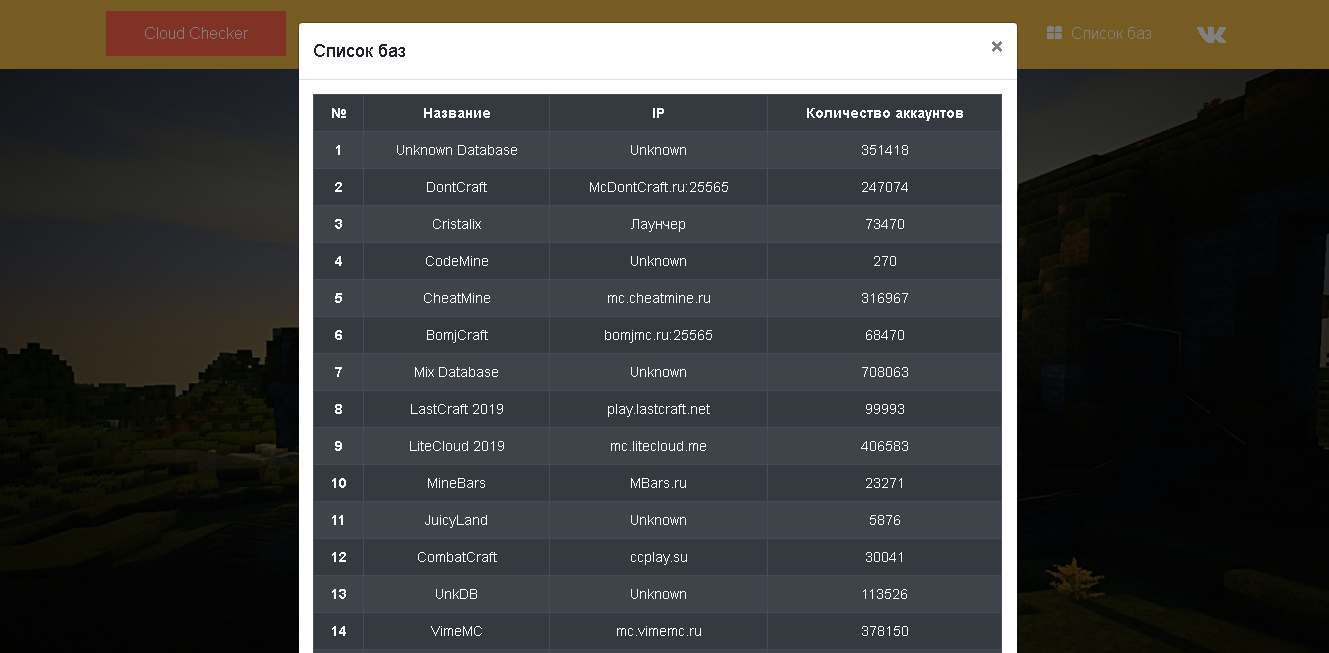 Cloud Checker
Список баз
×
Список баз
№ Название IP Количество аккаунтов
1 Unknown Database Unknown 351418
2 DontCraft McDontCraft.ru:25565 247074
3 Cristalix Лаунчер 73470
4 CodeMine Unknown 270
5 CheatMine mc.cheatmine.ru 316967
6 BomjCraft bomjmc.ru:25565 68470
7 Mix Database Unknown 708063
8 LastCraft 2019 play.lastcraft.net 99993
9 LiteCloud 2019 mc.litecloud.me 406583
10 MineBars MBars.ru 23271
11 JuicyLand Unknown 5876
12 CombatCraft ccplay.su 30041
13 UnkDB Unknown 113526
14 VimeMC mc.vimemc.ru 378150